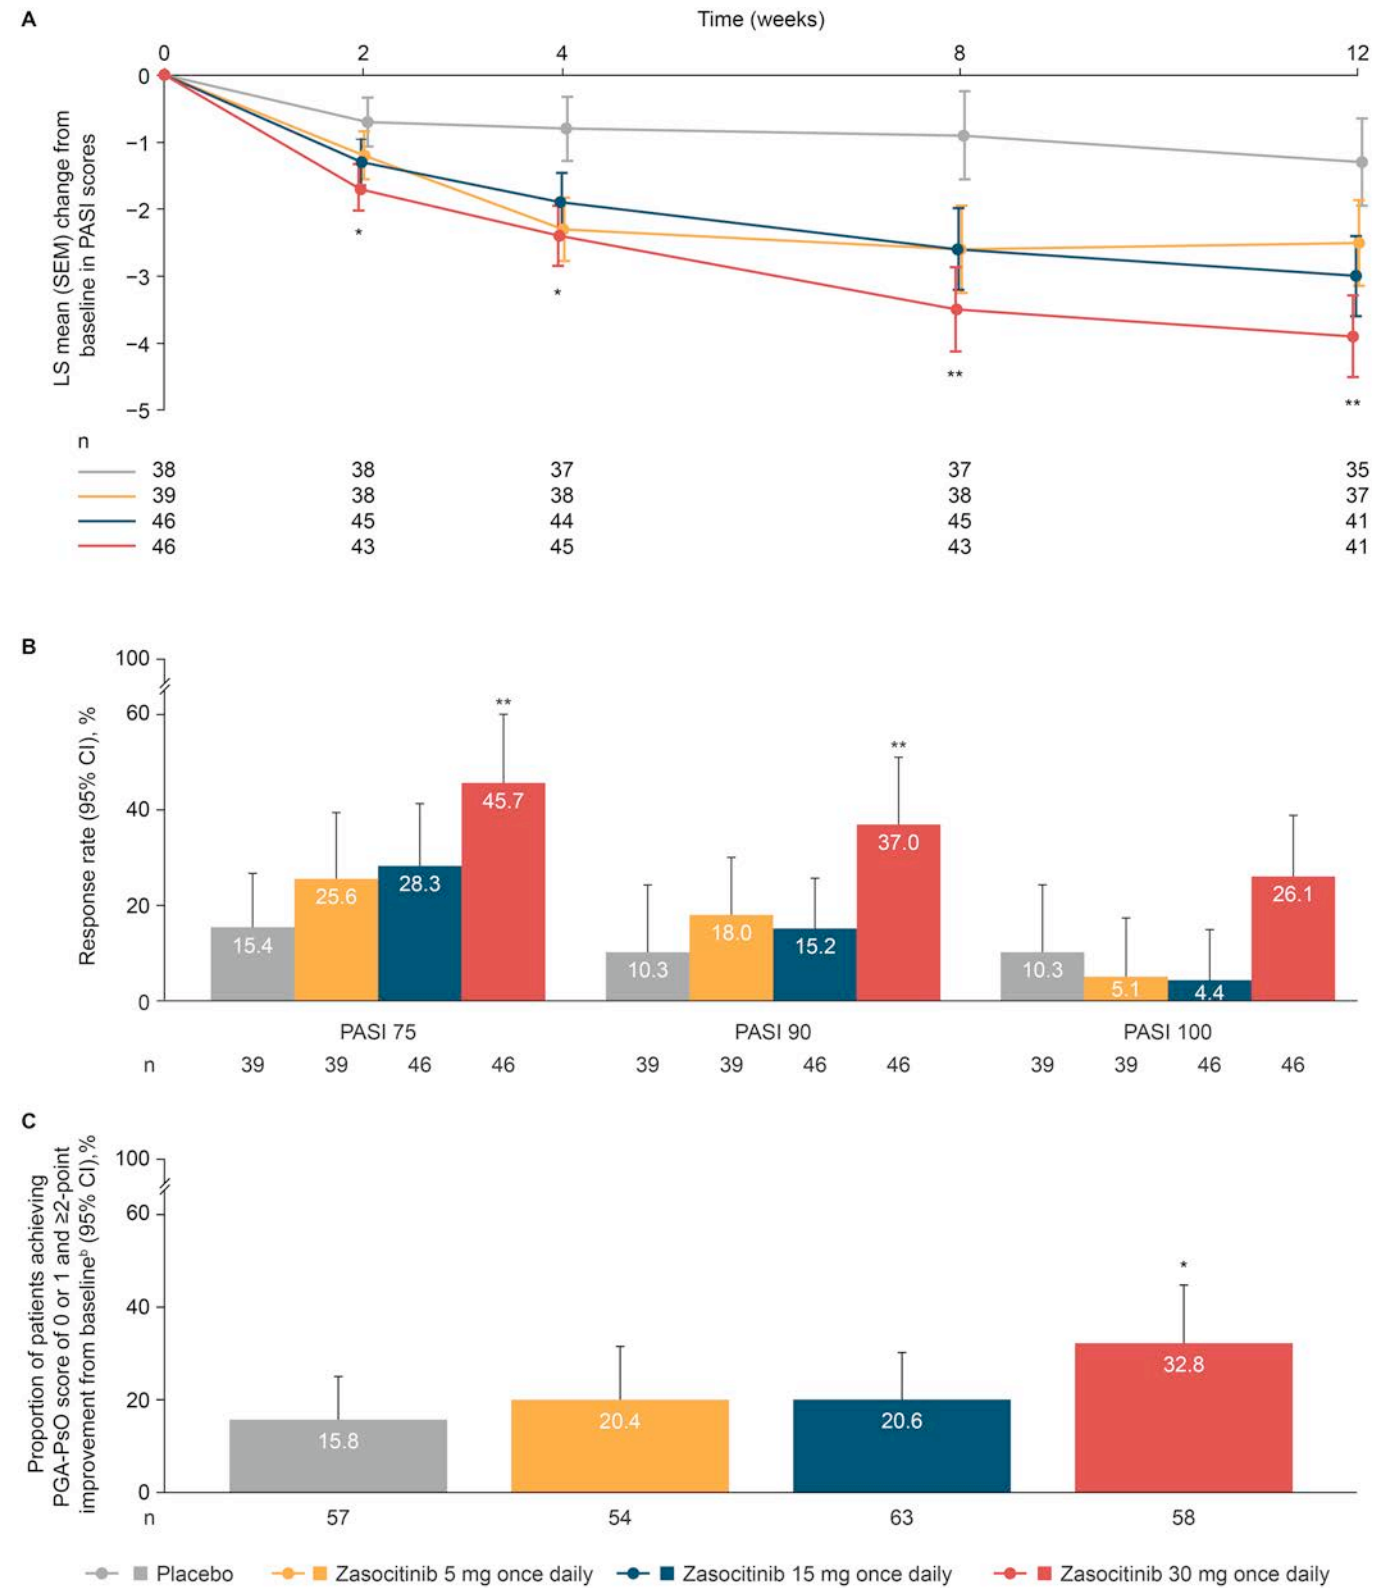 A
Time (weeks)
0 2 4 8 12
LS mean (SEM) change from
baseline in PASI scores
0
−1
−2
−3
−4
−5
*
*
**
**
n
38 38 37 37 35
39 38 38 38 37
46 45 44 45 41
46 43 45 43 41
B
Response rate (95% CI), %
100
60
40
20
0
** **
15.4 25.6 28.3 45.7 10.3 18.0 15.2 37.0 10.3 5.1 4.4 26.1
PASI 75 PASI 90 PASI 100
n 39 39 46 46 39 39 46 46 39 39 46 46
C
Proportion of patients achieving
PGA-PsO score of 0 or 1 and ≥2-point
improvement from baselineᵇ (95% CI),%
100
60
40
20
0
*
15.8 20.4 20.6 32.8
n 57 54 63 58
Placebo Zasocitinib 5 mg once daily Zasocitinib 15 mg once daily Zasocitinib 30 mg once daily